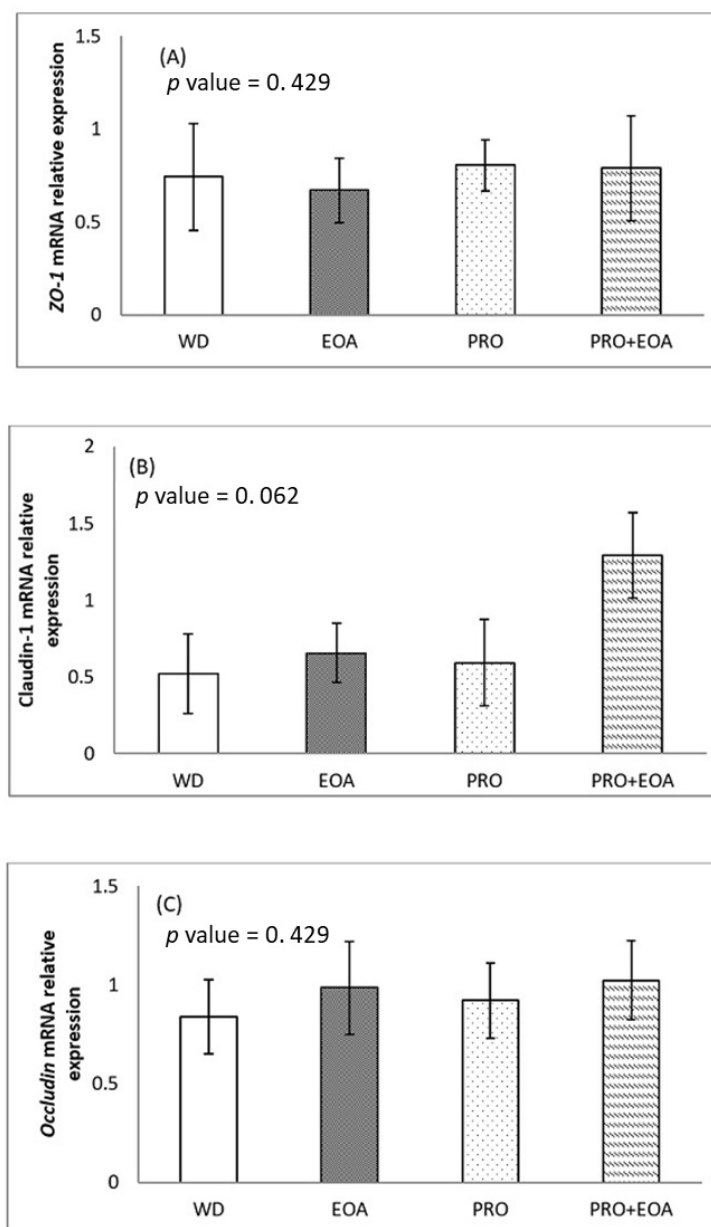 ZO-1 mRNA relative expression
1.5
1
0.5
0
(A)
p value = 0. 429
WD EOA PRO PRO+EOA
Claudin-1 mRNA relative
expression
2
1.5
1
0.5
0
(B)
p value = 0. 062
WD EOA PRO PRO+EOA
Occludin mRNA relative
expression
1.5
1
0.5
0
(C)
p value = 0. 429
WD EOA PRO PRO+EOA